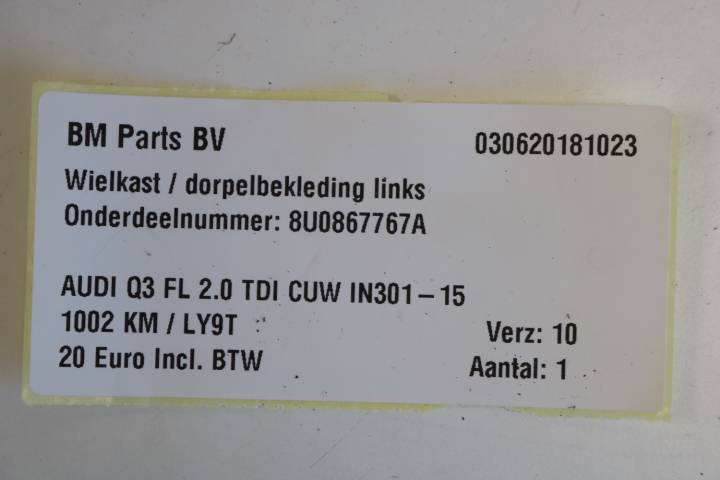 BM Parts BV 030620181023
Wielkast / dorpelbekleding links
Onderdeelnummer: 8U0867767A
AUDI Q3 FL 2.0 TDI CUW IN301-15
1002 KM / LY9T Verz: 10
20 Euro Incl. BTW Aantal: 1